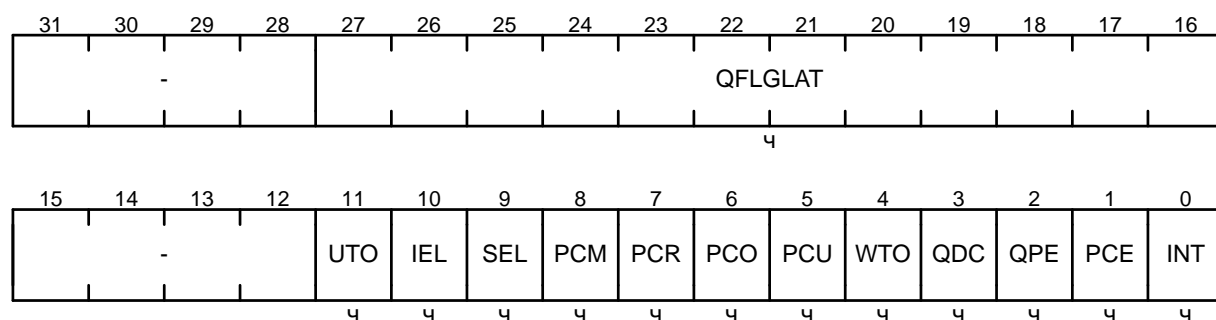 31 30 29 28 27 26 25 24 23 22 21 20 19 18 17 16
- QFLGLAT
ч
15 14 13 12 11 10 9 8 7 6 5 4 3 2 1 0
- UTO IEL SEL PCM PCR PCO PCU WTO QDC QPE PCE INT
ч ч ч ч ч ч ч ч ч ч ч ч